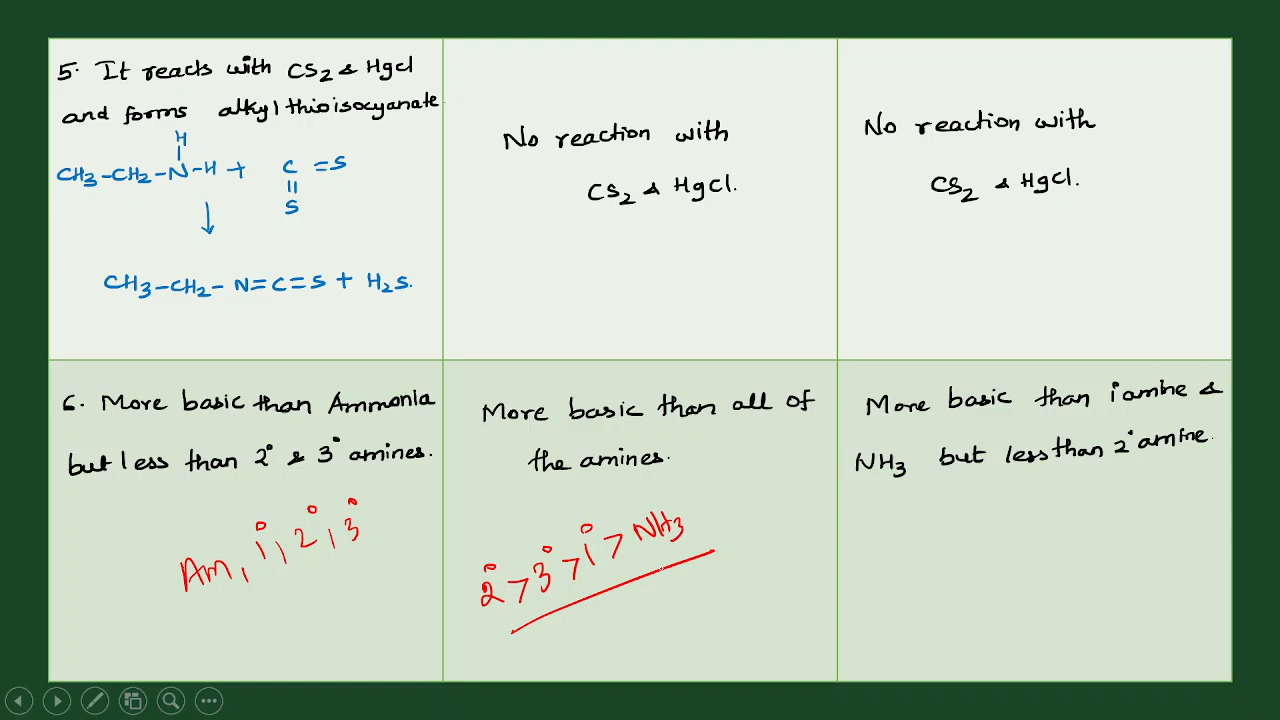 5. It reacts with CS2 & Hgcl
and forms alkyl thioisocyanate
H
CH3-CH2-N-H + C =S
S
CH3-CH2-N=C=S + H2S.
No reaction with
CS2 & Hgcl.
No reaction with
CS2 & Hgcl.
6. More basic than Ammonia
but less than 2° & 3° amines.
Am, 1°, 2°, 3°
More basic than all of
the amines.
2° > 3° > 1° > NH3
More basic than i amine &
NH3 but less than 2° amine.